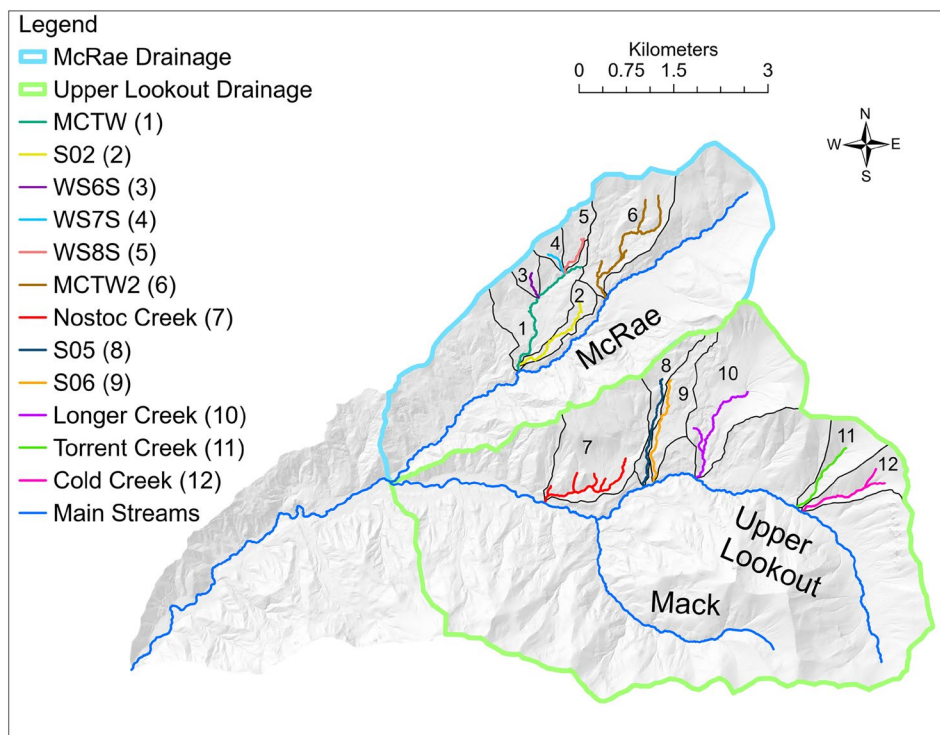 Legend
McRae Drainage
Upper Lookout Drainage
MCTW (1)
S02 (2)
WS6S (3)
WS7S (4)
WS8S (5)
MCTW2 (6)
Nostoc Creek (7)
S05 (8)
S06 (9)
Longer Creek (10)
Torrent Creek (11)
Cold Creek (12)
Main Streams
Kilometers
0 0.75 1.5 3
N
W E
S
5
6
4
3
2
1
McRae
8
9
10
7
11
12
Upper
Lookout
Mack